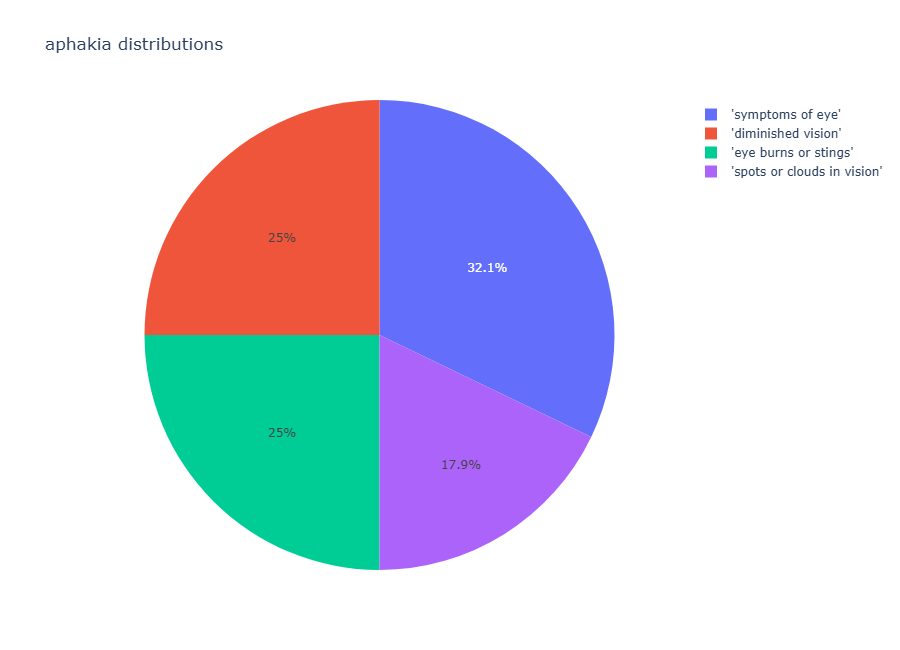 aphakia distributions
'symptoms of eye'
'diminished vision'
'eye burns or stings'
'spots or clouds in vision'
25%
32.1%
25%
17.9%